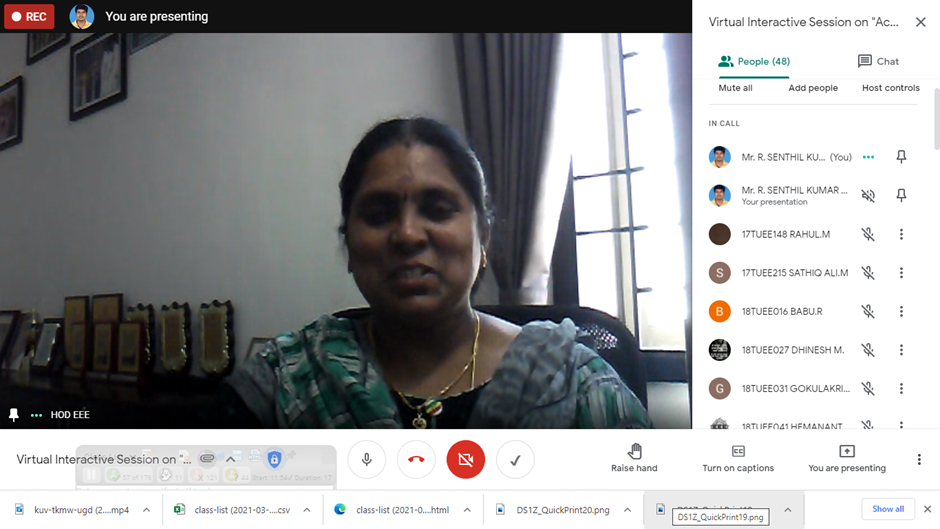 REC
You are presenting
Virtual Interactive Session on "Ac...
People (48)
Chat
Mute all
Add people
Host controls
IN CALL
Mr. R. SENTHIL KU... (You)
Mr. R. SENTHIL KUMAR ...
Your presentation
17TUEE148 RAHUL.M
S
17TUEE215 SATHIQ ALI.M
B
18TUEE016 BABU.R
18TUEE027 DHINESH M.
G
18TUEE031 GOKULAKRI...
18TUEE041 HEMANANT
HOD EEE
Virtual Interactive Session on "...
Raise hand
Turn on captions
You are presenting
kuv-tkmw-ugd (2....mp4
class-list (2021-03-....csv
class-list (2021-0....html
DS1Z_QuickPrint20.png
DS1Z_QuickPrint19.png
Show all